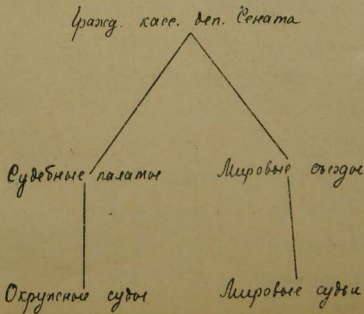 Гражд. касс. деп. Сената
Судебные палаты Мировые съезды
Окружные суды Мировые судьи